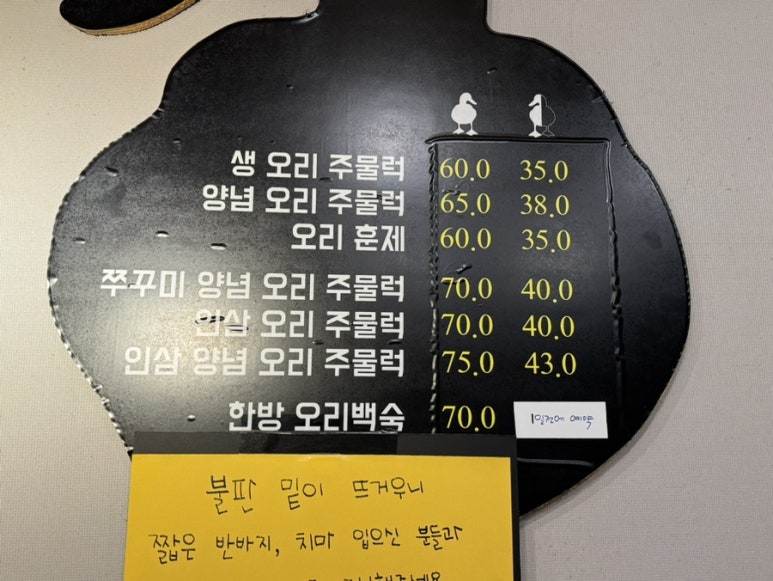 생 오리 주물럭 60.0 35.0
양념 오리 주물럭 65.0 38.0
오리 훈제 60.0 35.0
쭈꾸미 양념 오리 주물럭 70.0 40.0
인삼 오리 주물럭 70.0 40.0
인삼 양념 오리 주물럭 75.0 43.0
한방 오리백숙 70.0 1일전에 예약
불판 밑이 뜨거우니
짧은 반바지, 치마 입으신 분들과